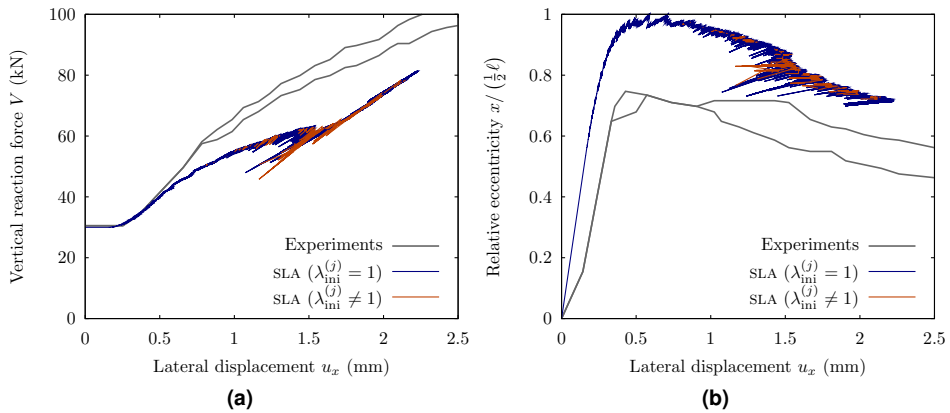 100
80
60
40
20
0
0
0.5
1
1.5
2
2.5
Vertical reaction force V (kN)
Lateral displacement u_x (mm)
Experiments
SLA (λ_ini^(j) = 1)
SLA (λ_ini^(j) ≠ 1)
(a)
1
0.8
0.6
0.4
0.2
0
0
0.5
1
1.5
2
2.5
Relative eccentricity x/ (½ ℓ)
Lateral displacement u_x (mm)
Experiments
SLA (λ_ini^(j) = 1)
SLA (λ_ini^(j) ≠ 1)
(b)